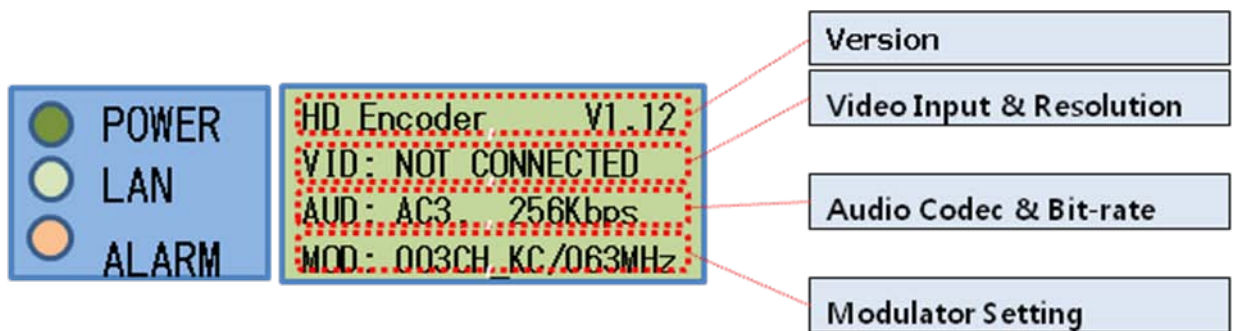 POWER
LAN
ALARM
HD Encoder V1.12
VID: NOT CONNECTED
AUD: AC3. 256Kbps
MOD: 003CH_KC/063MHz
Version
Video Input & Resolution
Audio Codec & Bit-rate
Modulator Setting